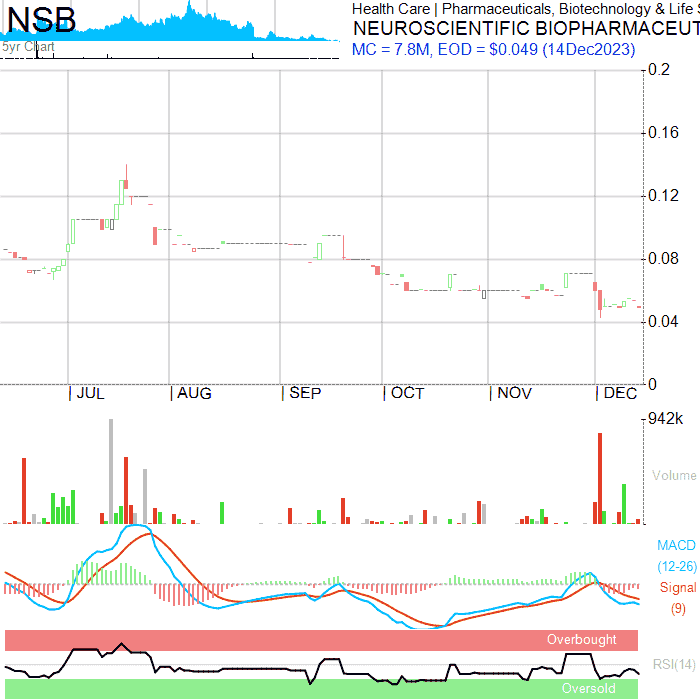 NSB
5yr Chart
Health Care | Pharmaceuticals, Biotechnology & Life S
NEUROSCIENTIFIC BIOPHARMACEUT
MC = 7.8M, EOD = $0.049 (14Dec2023)
0.2
0.16
0.12
0.08
0.04
0
| JUL | AUG | SEP | OCT | NOV | DEC
942k
Volume
MACD
(12-26)
Signal
(9)
Overbought
RSI(14)
Oversold